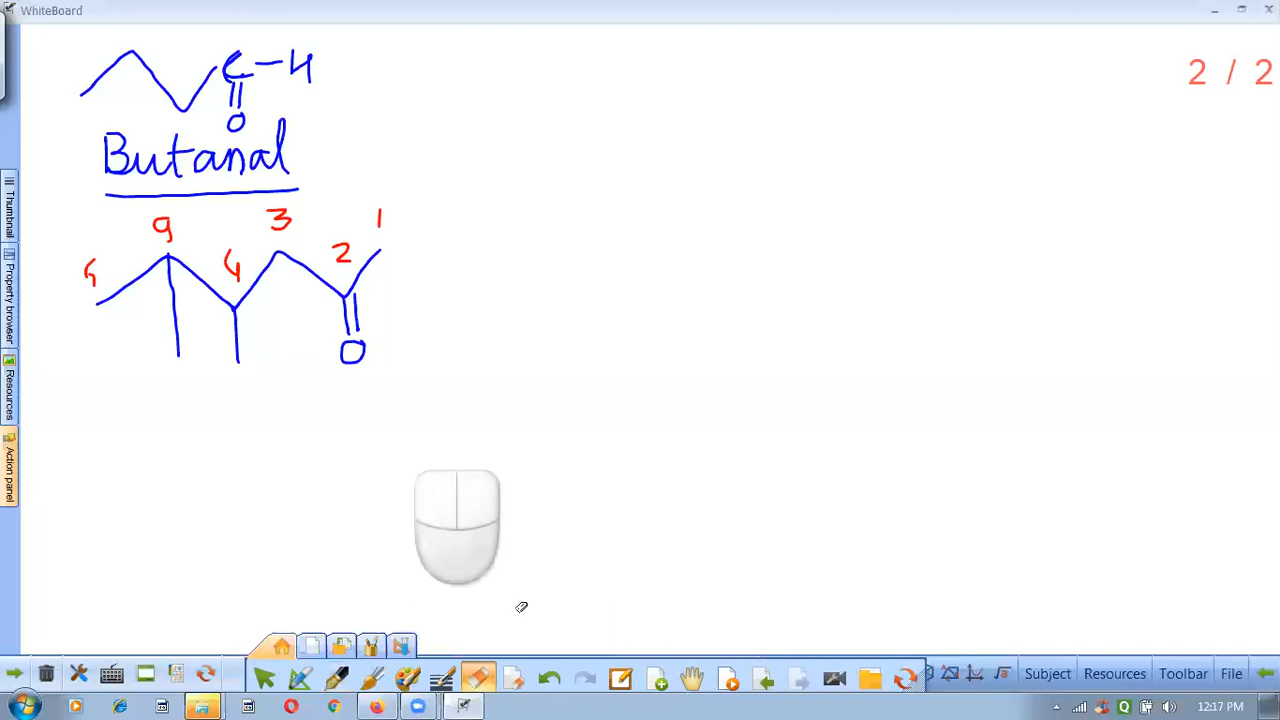 WhiteBoard
2 / 2
C-H
O
Butanal
9 3 1
4 2
5
O
Thumbnail
Property browser
Resources
Action panel
Subject Resources Toolbar File
12:17 PM